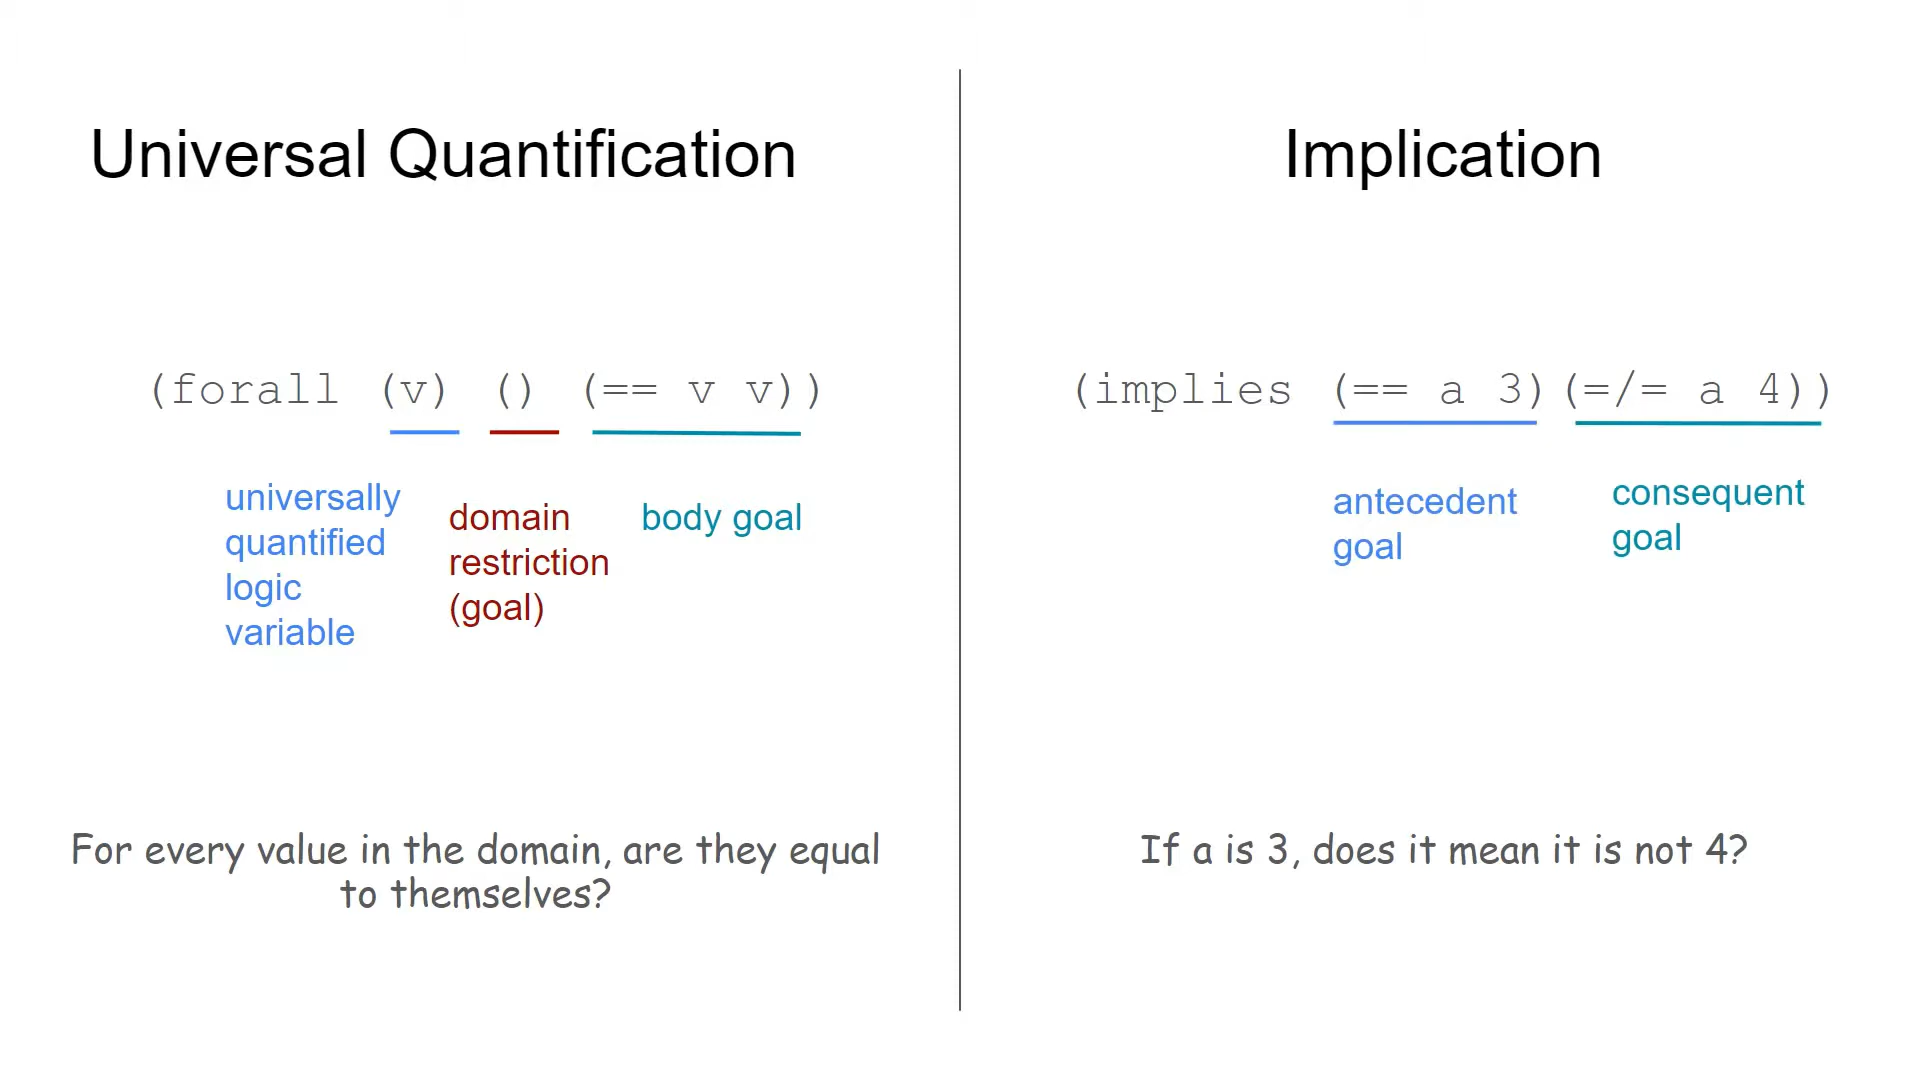 Universal Quantification
(forall (v) () (== v v))
universally
quantified
logic
variable
domain
restriction
(goal)
body goal
For every value in the domain, are they equal
to themselves?
Implication
(implies (== a 3)(=/= a 4))
antecedent
goal
consequent
goal
If a is 3, does it mean it is not 4?